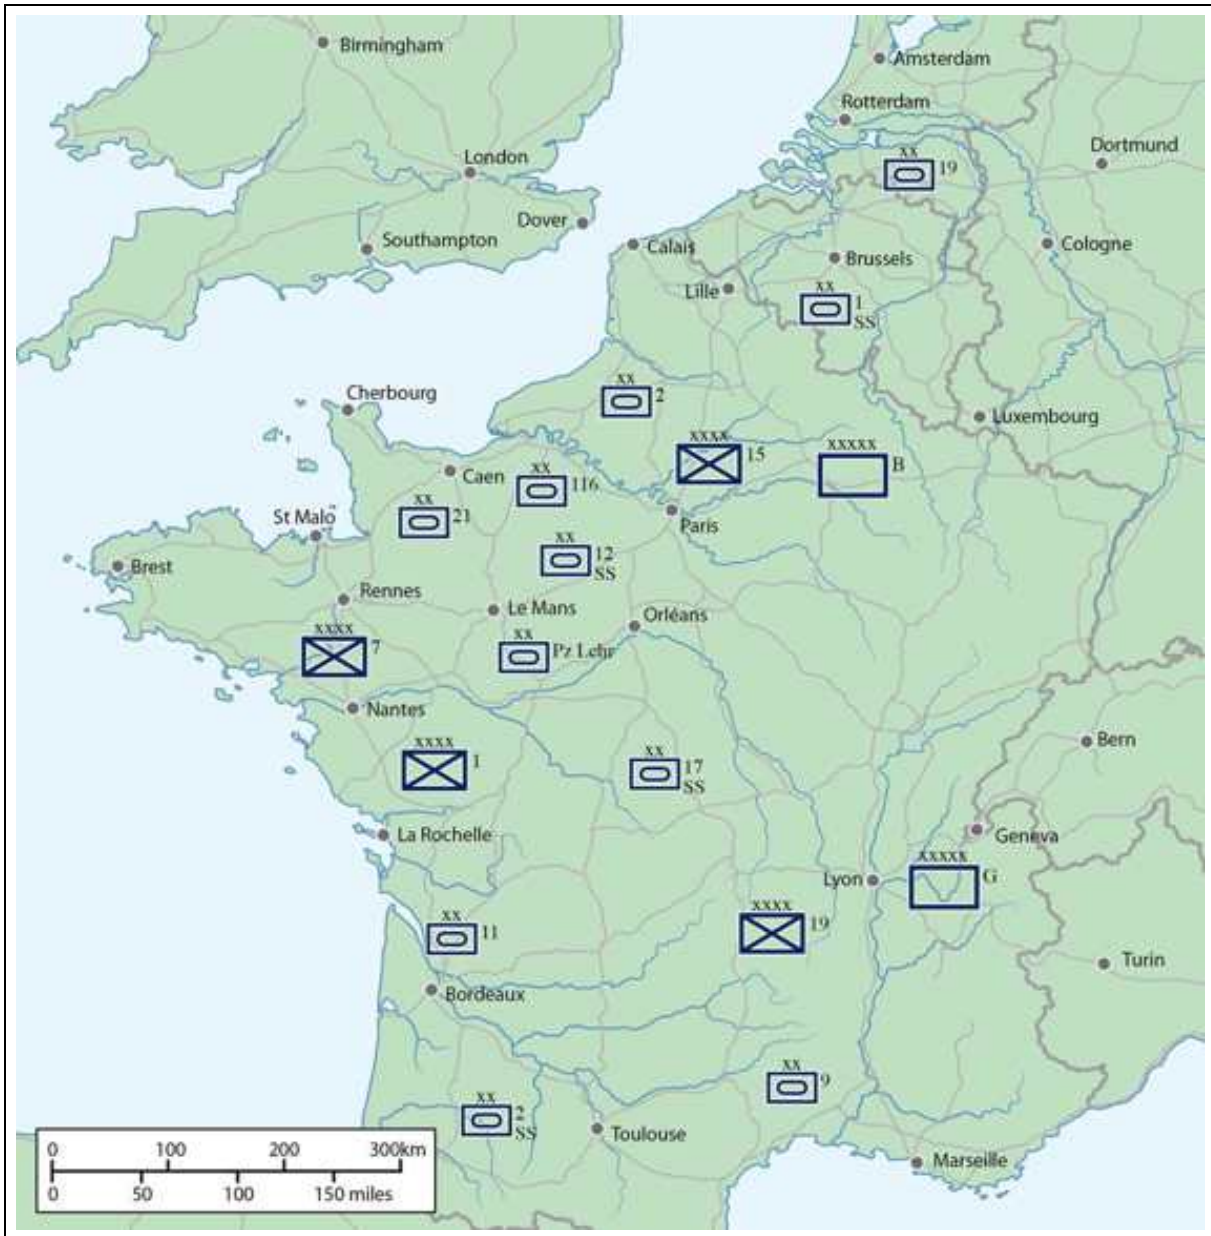 Birmingham
Amsterdam
Rotterdam
Dortmund
London
xx
19
Dover
Southampton
Calais
Cologne
Brussels
Lille
xx
1
SS
xx
2
Cherbourg
Luxembourg
xxxx
15
xxxxx
B
Caen
xx
116
xx
21
St Malo
Paris
xx
12
SS
Brest
Rennes
Le Mans
Orléans
xxxx
7
xx
Pz Lehr
Nantes
Bern
xxxx
1
xx
17
SS
La Rochelle
Geneva
xxxxx
G
Lyon
xxxx
19
xx
11
Turin
Bordeaux
xx
9
xx
2
SS
Toulouse
Marseille
0 100 200 300km
0 50 100 150 miles